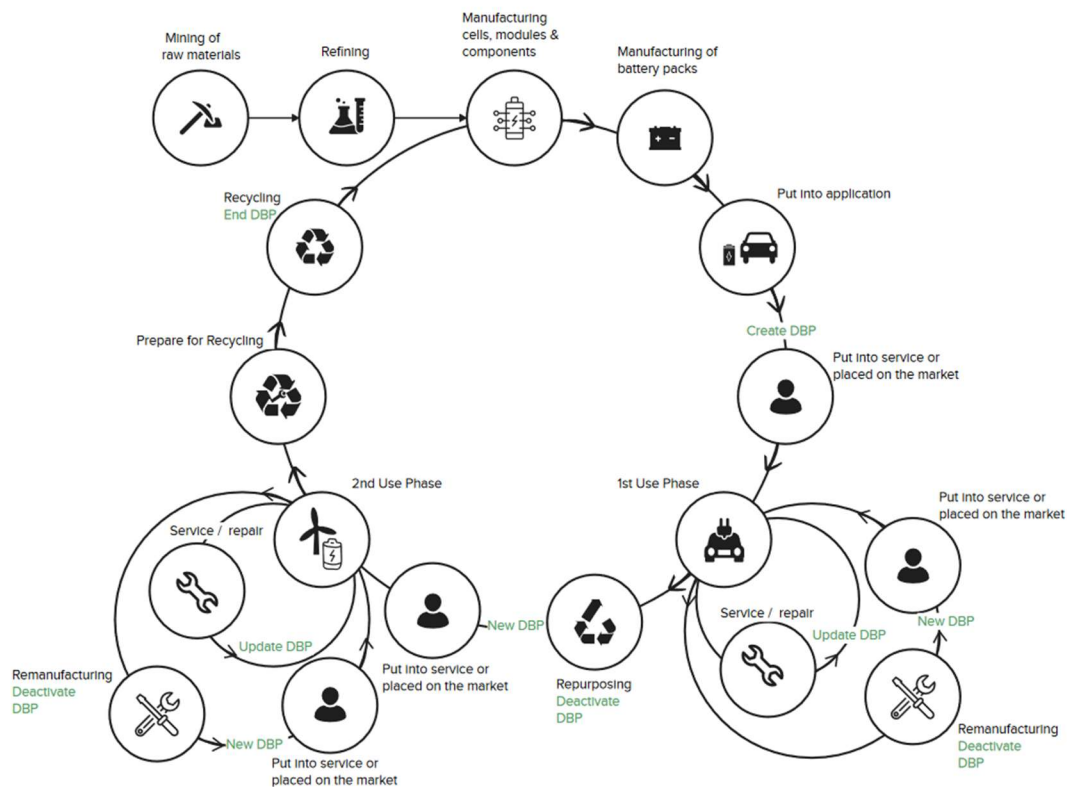 Mining of
raw materials
Refining
Manufacturing
cells, modules &
components
Manufacturing of
battery packs
Put into application
Create DBP
Put into service or
placed on the market
1st Use Phase
Service / repair
Update DBP
Remanufacturing
Deactivate
DBP
New DBP
Put into service or
placed on the market
Repurposing
Deactivate
DBP
New DBP
Put into service or
placed on the market
2nd Use Phase
Service / repair
Update DBP
Remanufacturing
Deactivate
DBP
New DBP
Put into service or
placed on the market
Prepare for Recycling
Recycling
End DBP